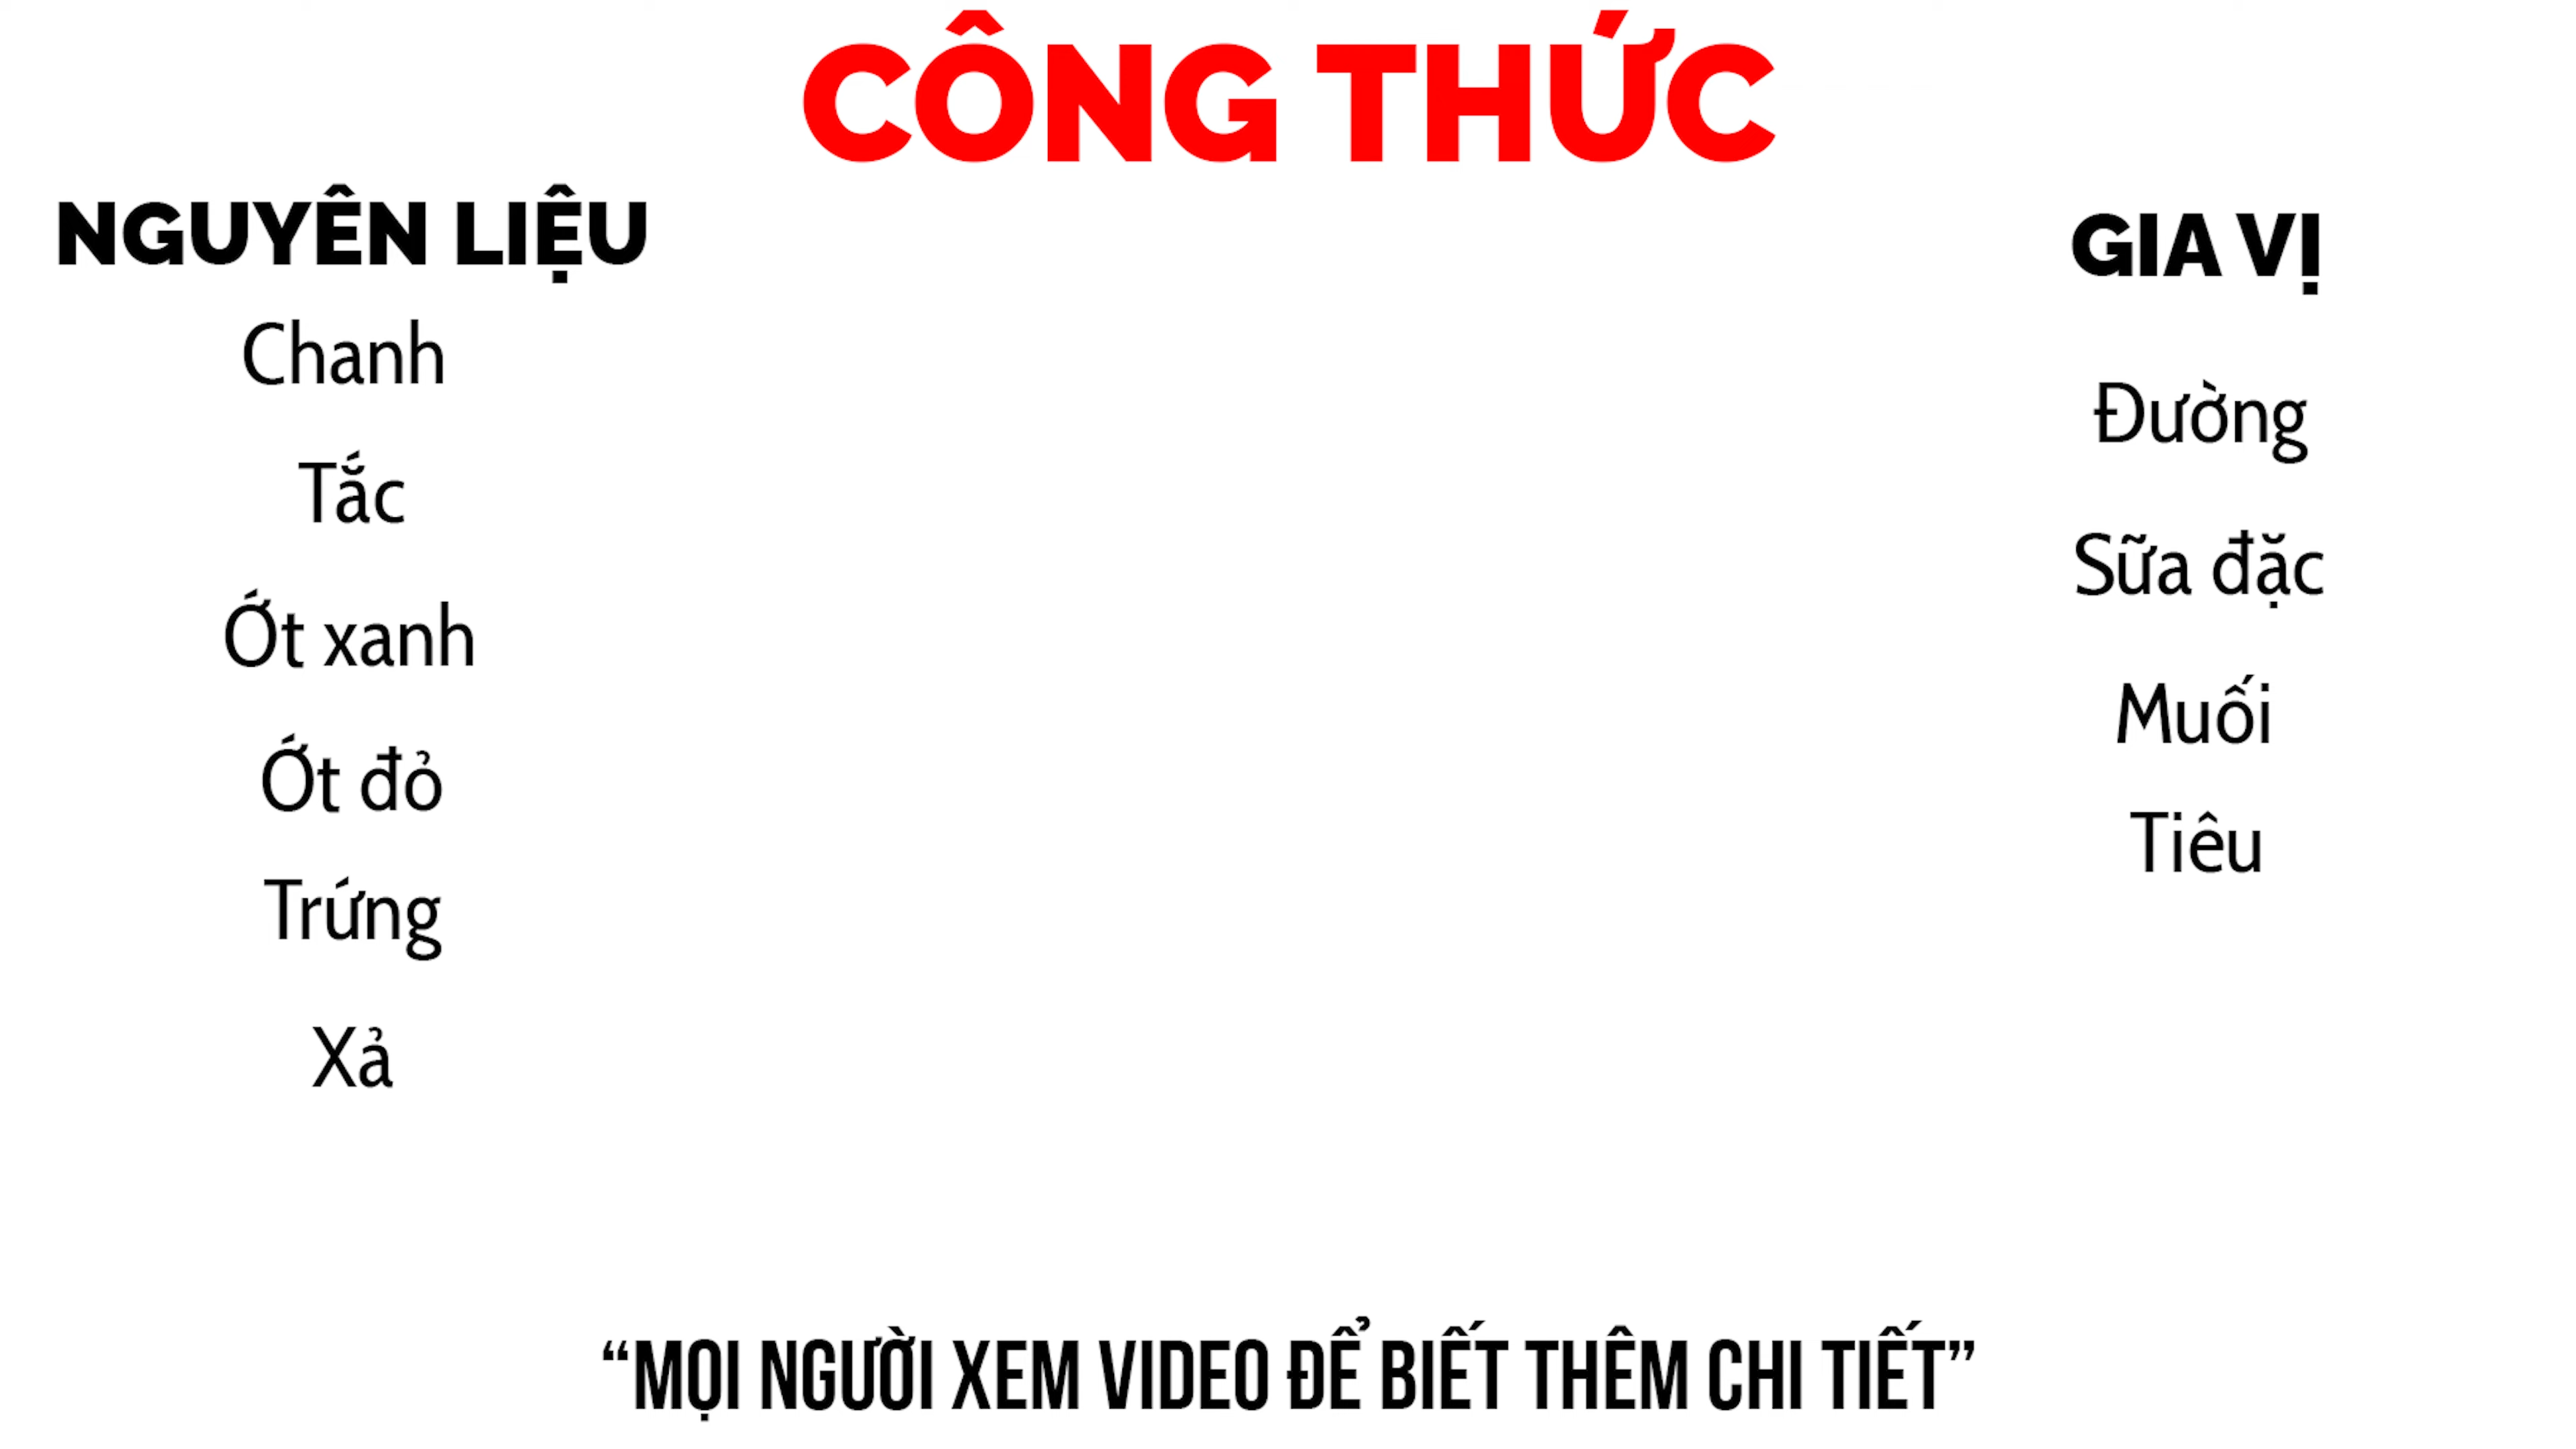 CÔNG THỨC
NGUYÊN LIỆU
Chanh
Tắc
Ớt xanh
Ớt đỏ
Trứng
Xả
GIA VỊ
Đường
Sữa đặc
Muối
Tiêu
“MỌI NGƯỜI XEM VIDEO ĐỂ BIẾT THÊM CHI TIẾT”